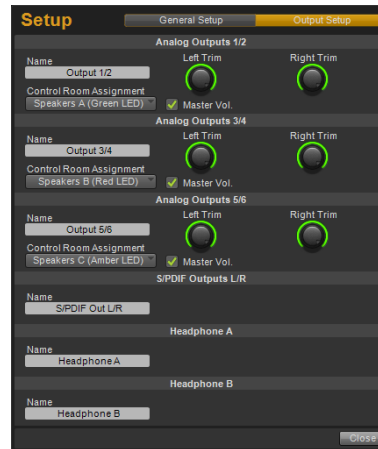 Setup
General Setup
Output Setup
Analog Outputs 1/2
Name
Left Trim
Right Trim
Output 1/2
Control Room Assignment
Speakers A (Green LED)
Master Vol.
Analog Outputs 3/4
Name
Left Trim
Right Trim
Output 3/4
Control Room Assignment
Speakers B (Red LED)
Master Vol.
Analog Outputs 5/6
Name
Left Trim
Right Trim
Output 5/6
Control Room Assignment
Speakers C (Amber LED)
Master Vol.
S/PDIF Outputs L/R
Name
S/PDIF Out L/R
Headphone A
Name
Headphone A
Headphone B
Name
Headphone B
Close